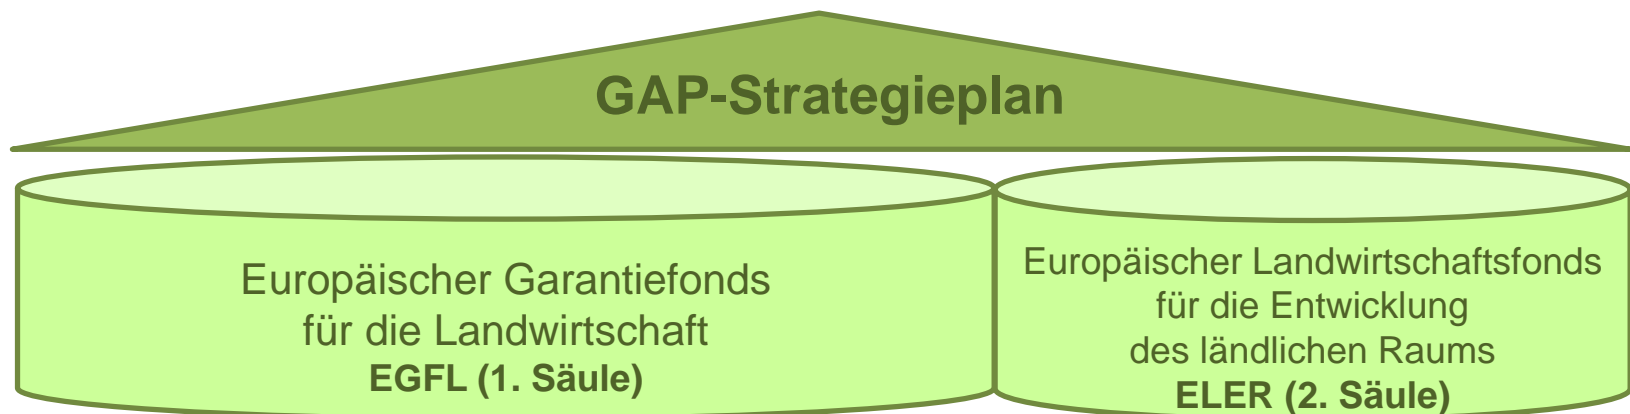 GAP-Strategieplan
Europäischer Garantiefonds
für die Landwirtschaft
EGFL (1. Säule)
Europäischer Landwirtschaftsfonds
für die Entwicklung
des ländlichen Raums
ELER (2. Säule)